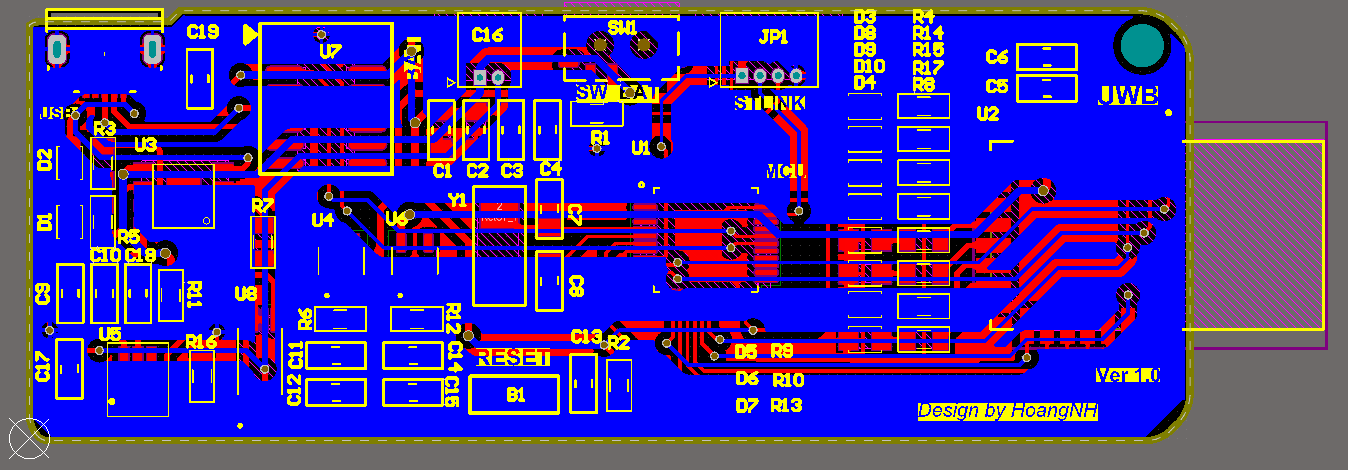 C19
U7
BAT
C16
SW1
JP1
D3 R4
D8 R14
D9 R15
D10 R17
D4 R6
C6
C5
UWB
U2
USB
SW_BAT
STLINK
R3
U3
R1
U1
D2
C1 C2 C3 C4
MCU
Y1
D1
R7
U4
U6
C7
R5
C10 C18
C9
R11
U8
C8
R6
R12
U5
R16
C13
R2
C17
C11
C14
RESET
D5 R9
D6 R10
C12
C15
B1
D7 R13
Ver 1.0
Design by HoangNH